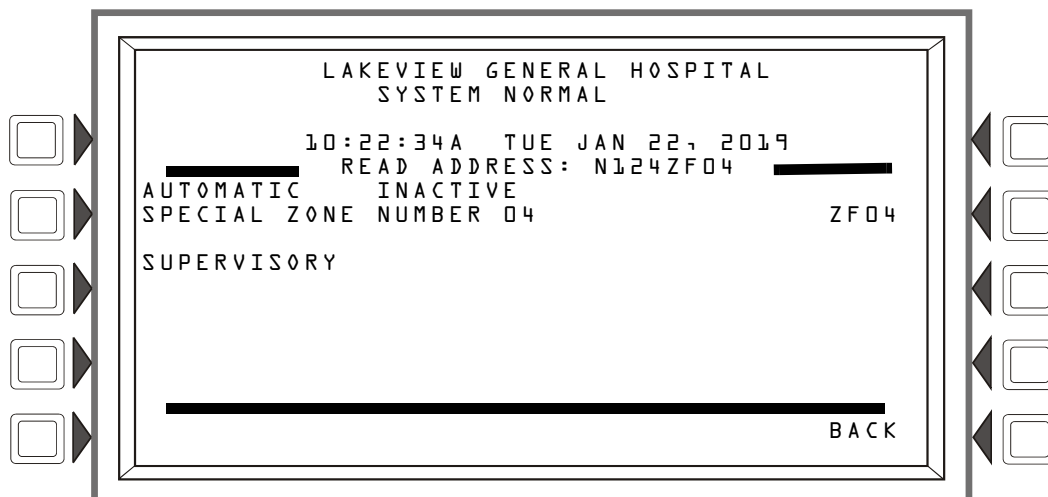 LAKEVIEW GENERAL HOSPITAL
SYSTEM NORMAL
10:22:34A TUE JAN 22, 2019
READ ADDRESS: N124ZF04
AUTOMATIC INACTIVE
SPECIAL ZONE NUMBER 04 ZF04
SUPERVISORY
BACK